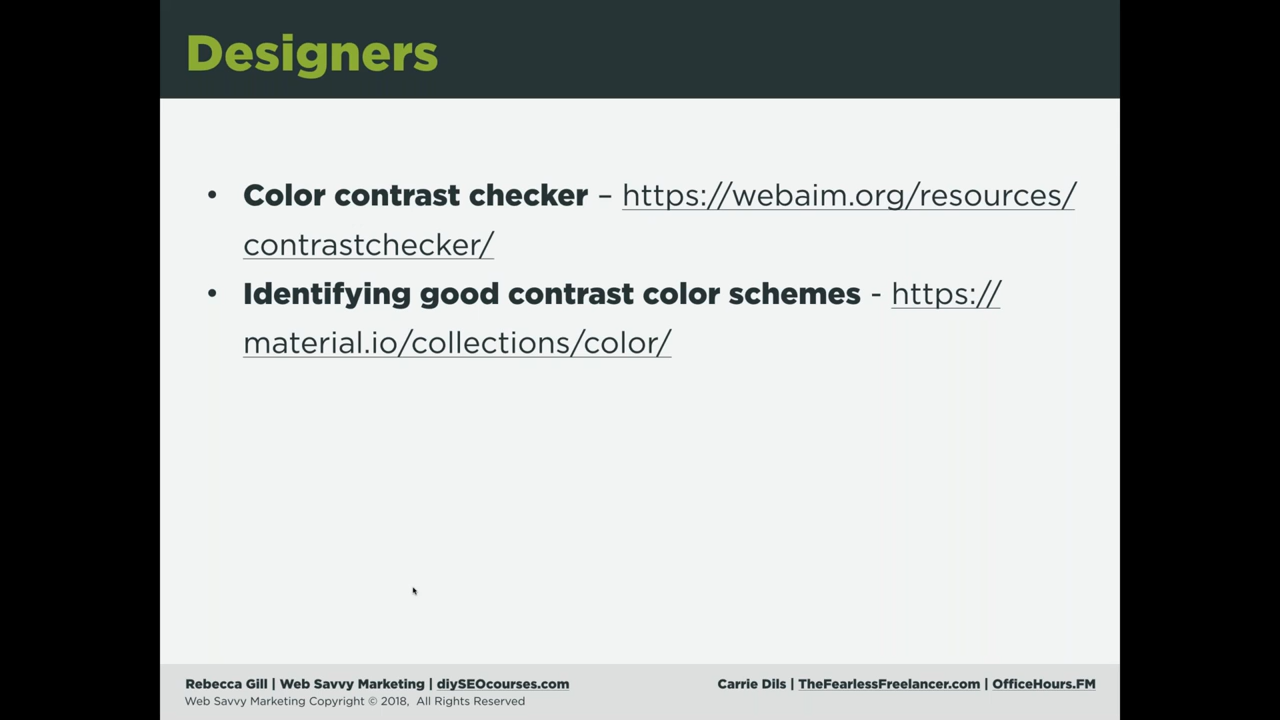 Designers
• Color contrast checker – https://webaim.org/resources/
contrastchecker/
• Identifying good contrast color schemes - https://
material.io/collections/color/
Rebecca Gill | Web Savvy Marketing | diySEOcourses.com
Web Savvy Marketing Copyright © 2018, All Rights Reserved
Carrie Dils | TheFearlessFreelancer.com | OfficeHours.FM